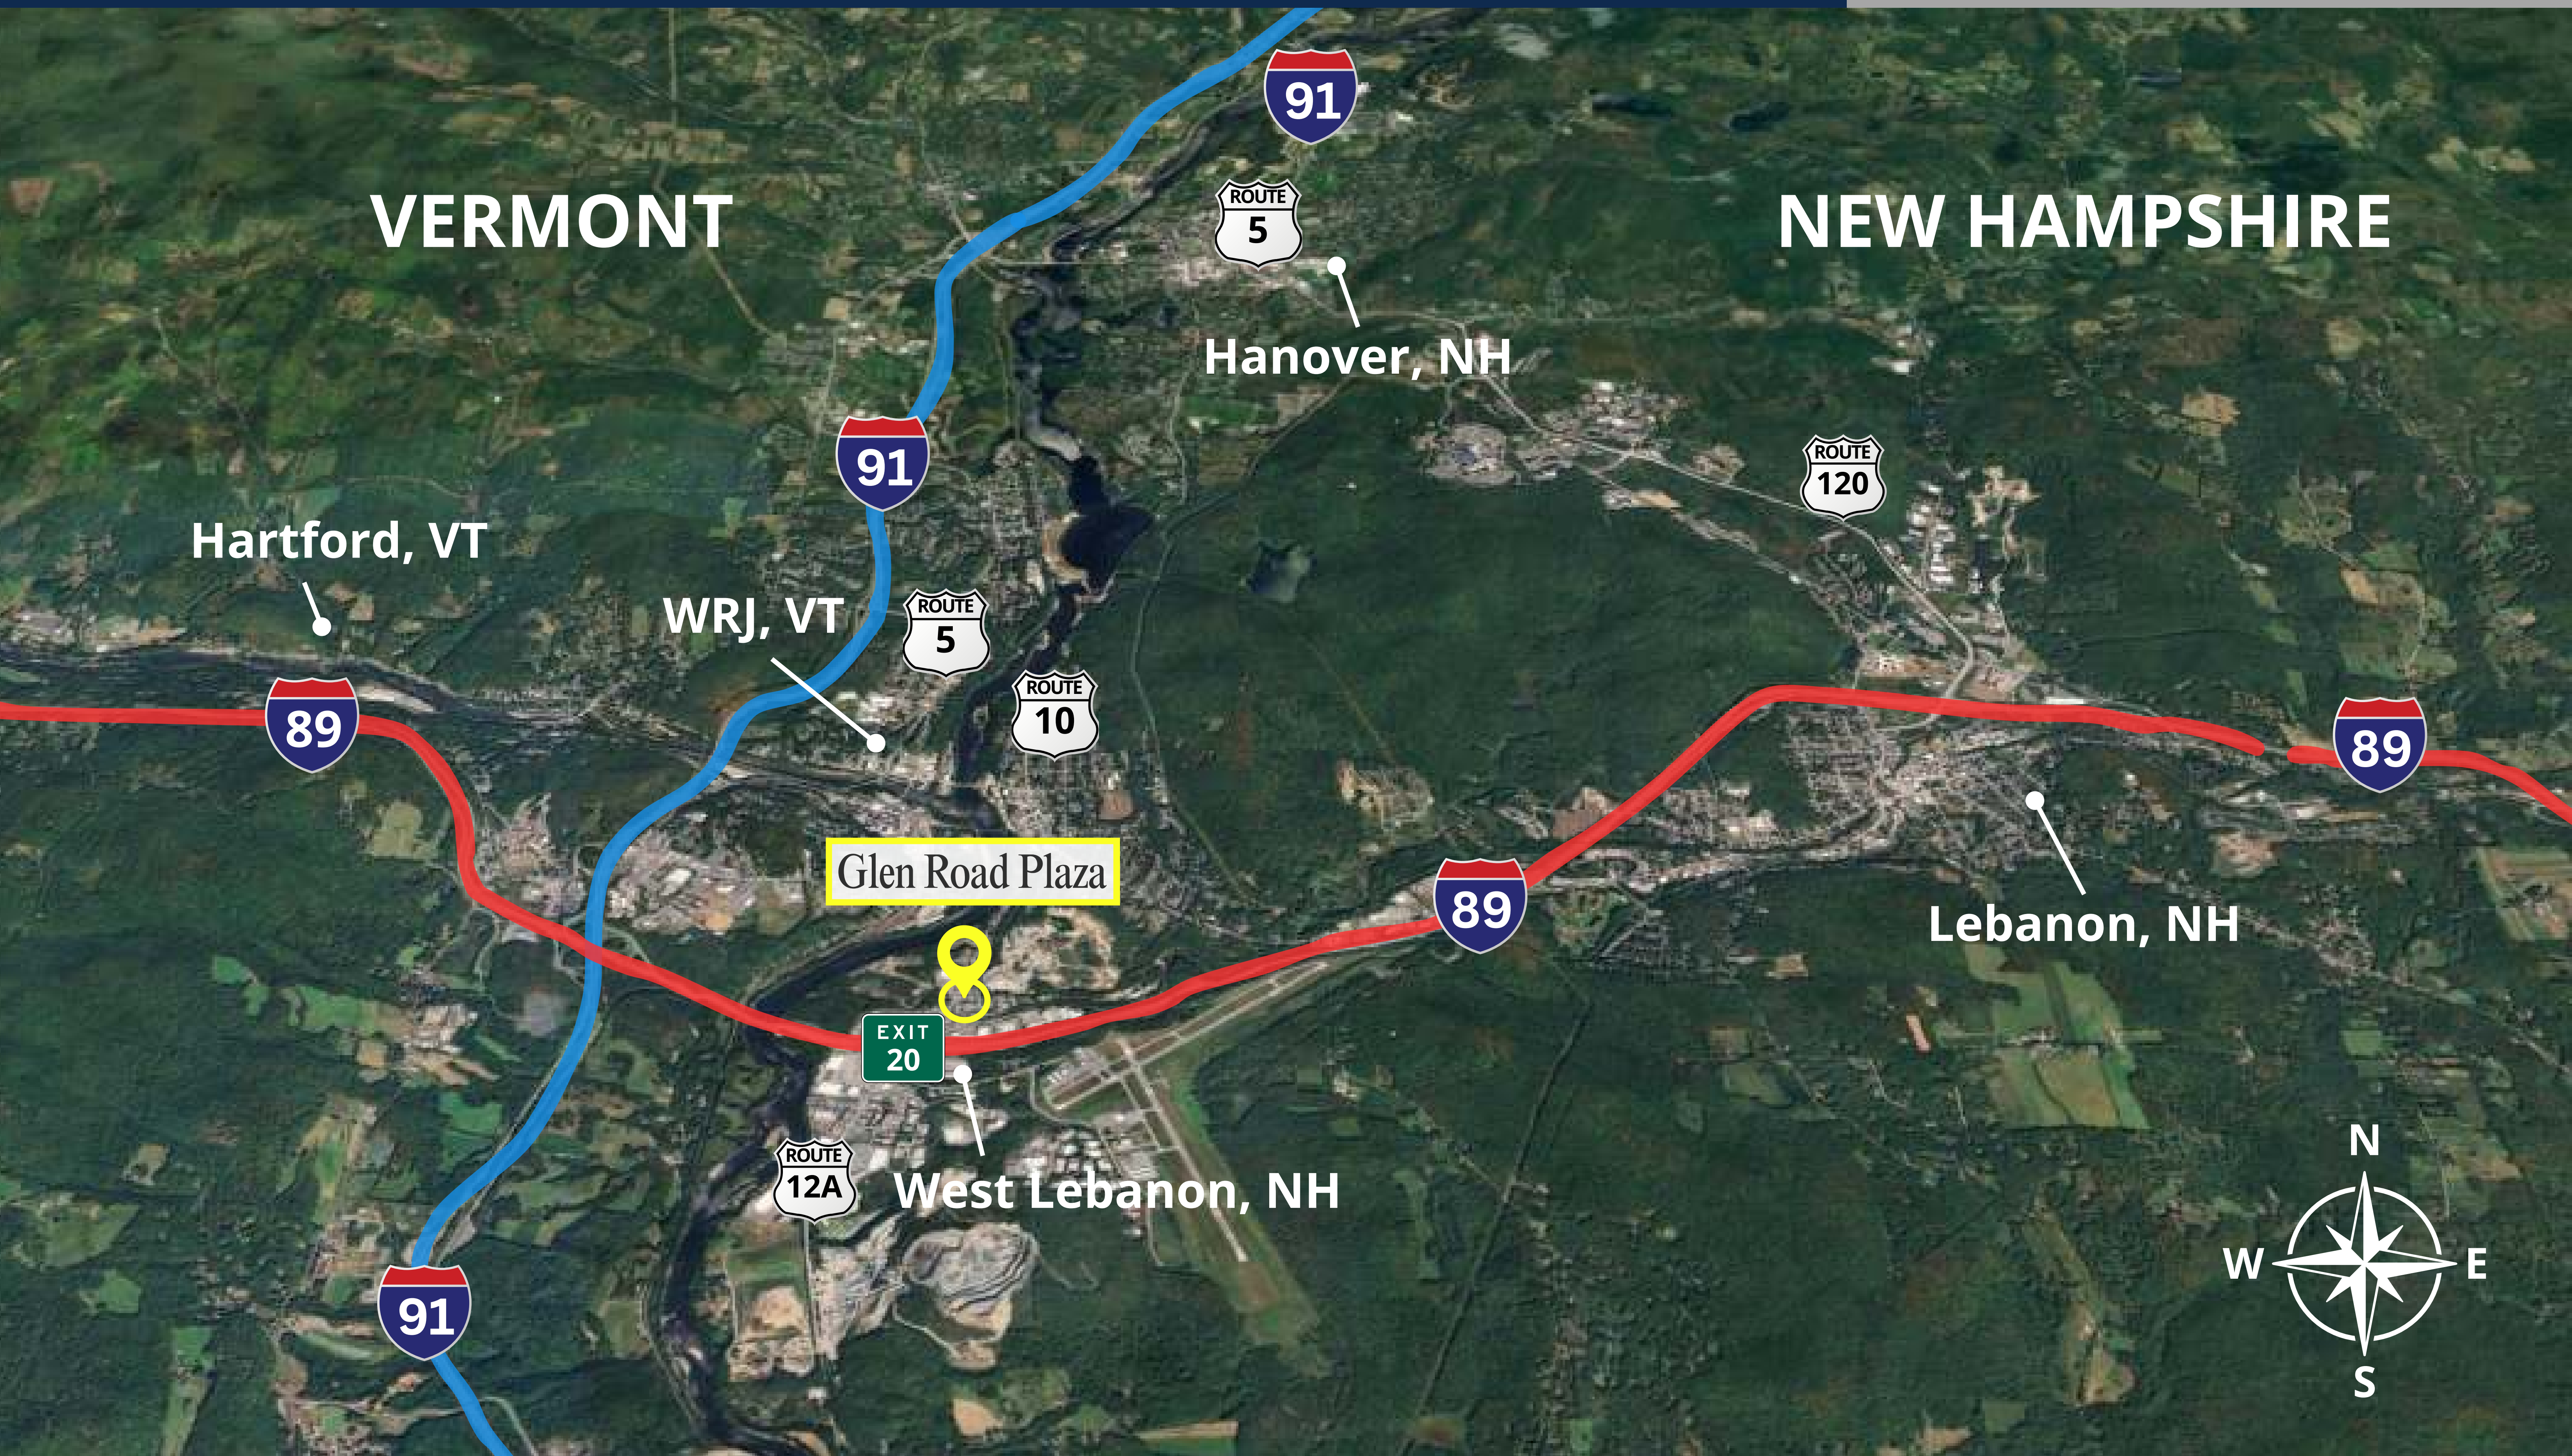 91
ROUTE
5
VERMONT
NEW HAMPSHIRE
Hanover, NH
91
ROUTE
120
Hartford, VT
WRJ, VT
ROUTE
5
89
ROUTE
10
89
Glen Road Plaza
89
Lebanon, NH
EXIT
20
ROUTE
12A
West Lebanon, NH
N
W
E
S
91